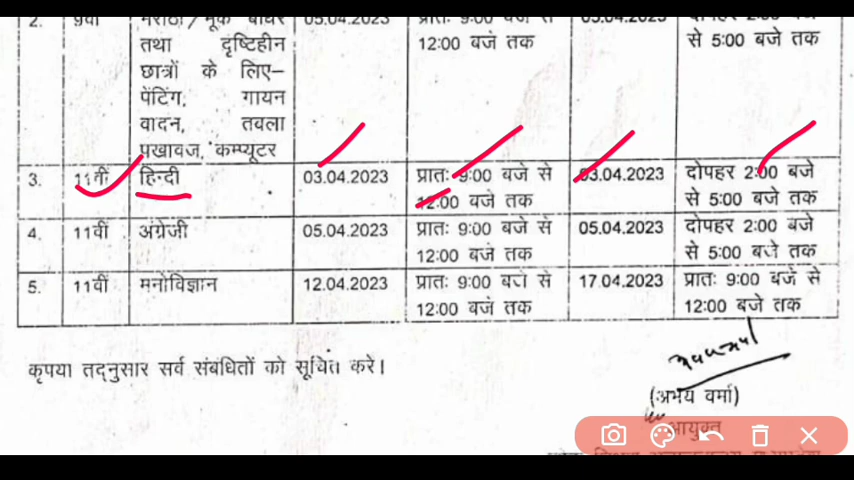 2. 9वीं मराठी/मूक बधिर 05.04.2023 प्रातः 9:00 बजे से 05.04.2023 दोपहर 2:00 बजे
तथा दृष्टिहीन 12:00 बजे तक से 5:00 बजे तक
छात्रों के लिए–
पेंटिंग, गायन
वादन, तवला
पखावज, कम्प्यूटर
3. 11वीं हिन्दी 03.04.2023 प्रातः 9:00 बजे से 03.04.2023 दोपहर 2:00 बजे
12:00 बजे तक से 5:00 बजे तक
4. 11वीं अंग्रेजी 05.04.2023 प्रातः 9:00 बजे से 05.04.2023 दोपहर 2:00 बजे
12:00 बजे तक से 5:00 बजे तक
5. 11वीं मनोविज्ञान 12.04.2023 प्रातः 9:00 बजे से 17.04.2023 प्रातः 9:00 बजे से
12:00 बजे तक 12:00 बजे तक
कृपया तद्नुसार सर्व संबंधितों को सूचित करे।
(अभय वर्मा)
आयुक्त